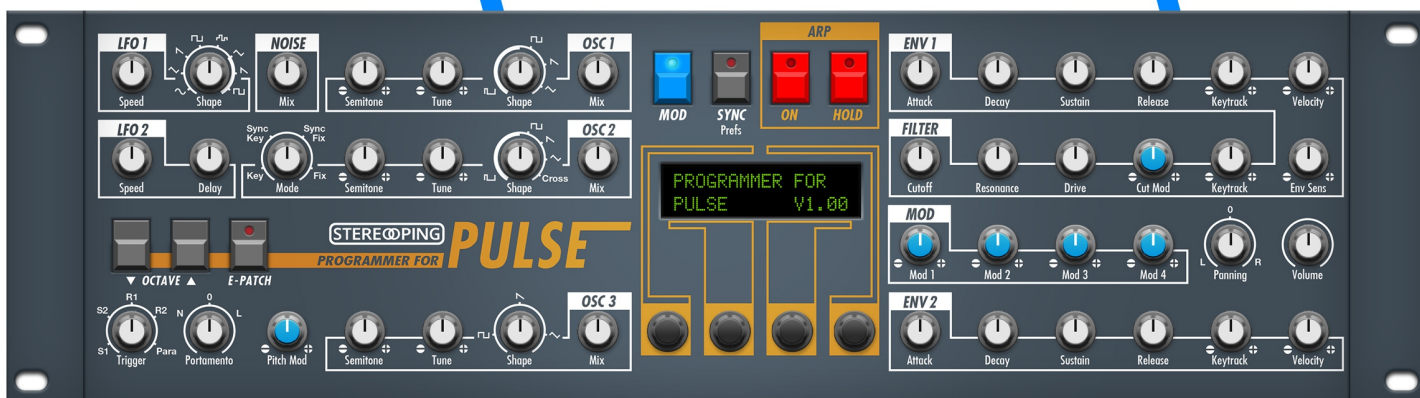 LFO 1
Speed
Shape
NOISE
Mix
Semitone
Tune
Shape
OSC 1
Mix
LFO 2
Speed
Delay
Key
Sync Key
Sync Fix
Fix
Mode
Semitone
Tune
Shape
Cross
OSC 2
Mix
▼ OCTAVE ▲
E-PATCH
STEREOPING
PROGRAMMER FOR
PULSE
S1
S2
R1
R2
Para
Trigger
N
0
L
Portamento
Pitch Mod
Semitone
Tune
Shape
OSC 3
Mix
MOD
SYNC
Prefs
ARP
ON
HOLD
PROGRAMMER FOR
PULSE V1.00
ENV 1
Attack
Decay
Sustain
Release
Keytrack
Velocity
FILTER
Cutoff
Resonance
Drive
Cut Mod
Keytrack
Env Sens
MOD
Mod 1
Mod 2
Mod 3
Mod 4
L
0
R
Panning
Volume
ENV 2
Attack
Decay
Sustain
Release
Keytrack
Velocity